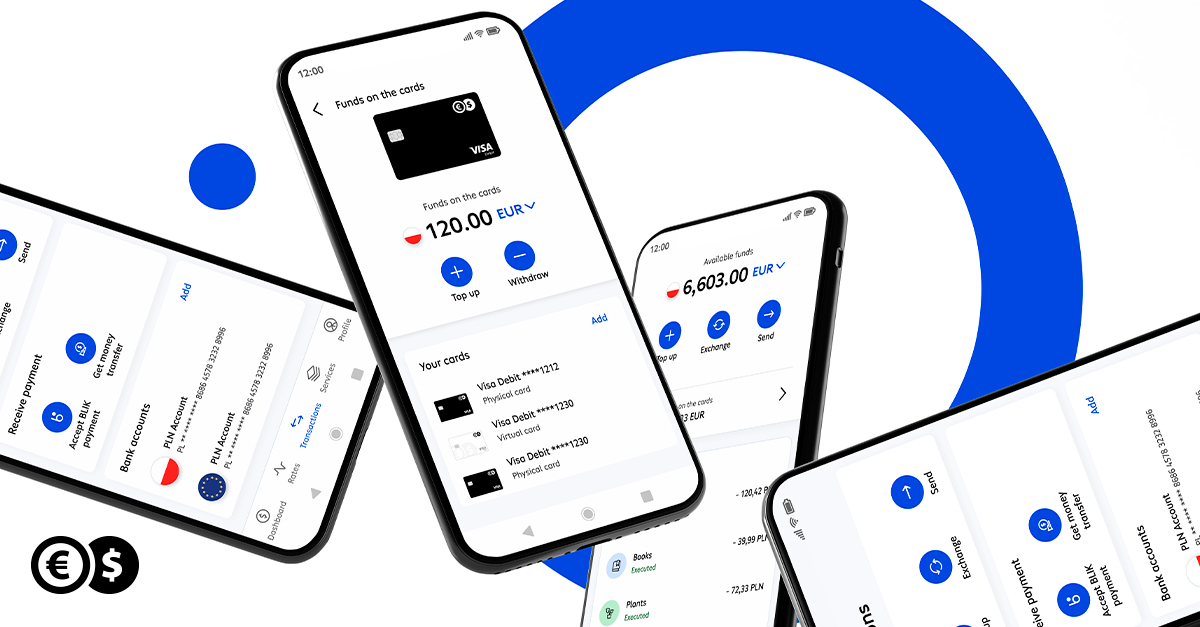 Send
Exchange
Receive payment
Get money
transfer
Accept BLIK
payment
Bank accounts
Add
PLN Account
PL ** **** **** 8686 4578 3232 8996
PLN Account
PL ** **** **** 8686 4578 3232 8996
Dashboard
Rates
Transactions
Services
Profile
12:00
Funds on the cards
€ $
VISA
Funds on the cards
120.00 EUR
Top up
Withdraw
Add
Your cards
Visa Debit ****1212
Physical card
Visa Debit ****1230
Virtual card
Visa Debit ****1230
Physical card
12:00
Available funds
6,603.00 EUR
Top up
Exchange
Send
on the cards
33 EUR
- 120,42 P
Books
Executed
- 39,99 PLN
Plants
Executed
- 72,33 PLN
ons
Send
Exchange
up
eive payment
Get money
transfer
Accept BLIK
payment
Bank accounts
Add
PLN Account
PL ** **** **** 8686 4578 3232 8996
€ $